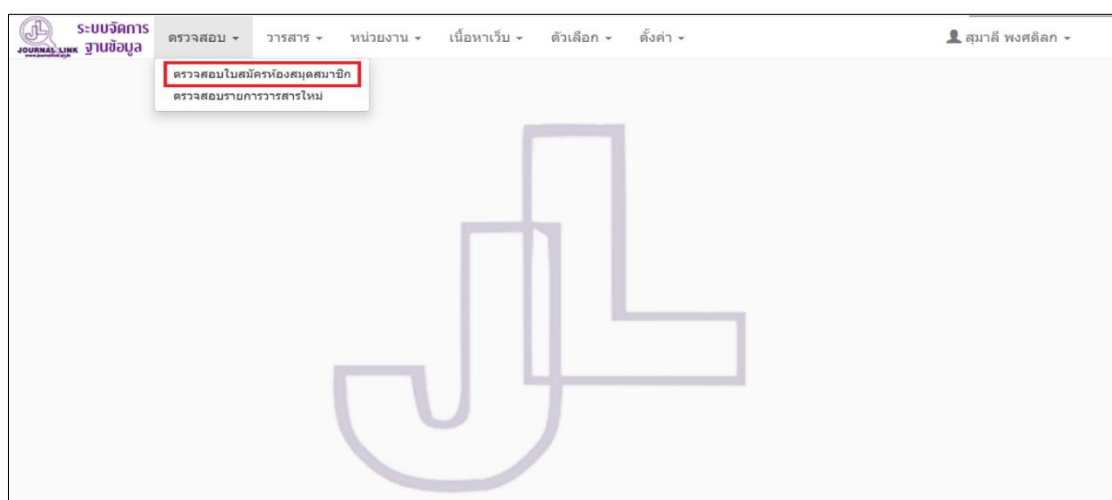 ระบบจัดการ
ฐานข้อมูล
JOURNAL LINK
ตรวจสอบ วารสาร หน่วยงาน เนื้อหาเว็บ ตัวเลือก ตั้งค่า สุมาลี พงศดิลก
ตรวจสอบใบสมัครห้องสมุดสมาชิก
ตรวจสอบรายการวารสารใหม่
JL